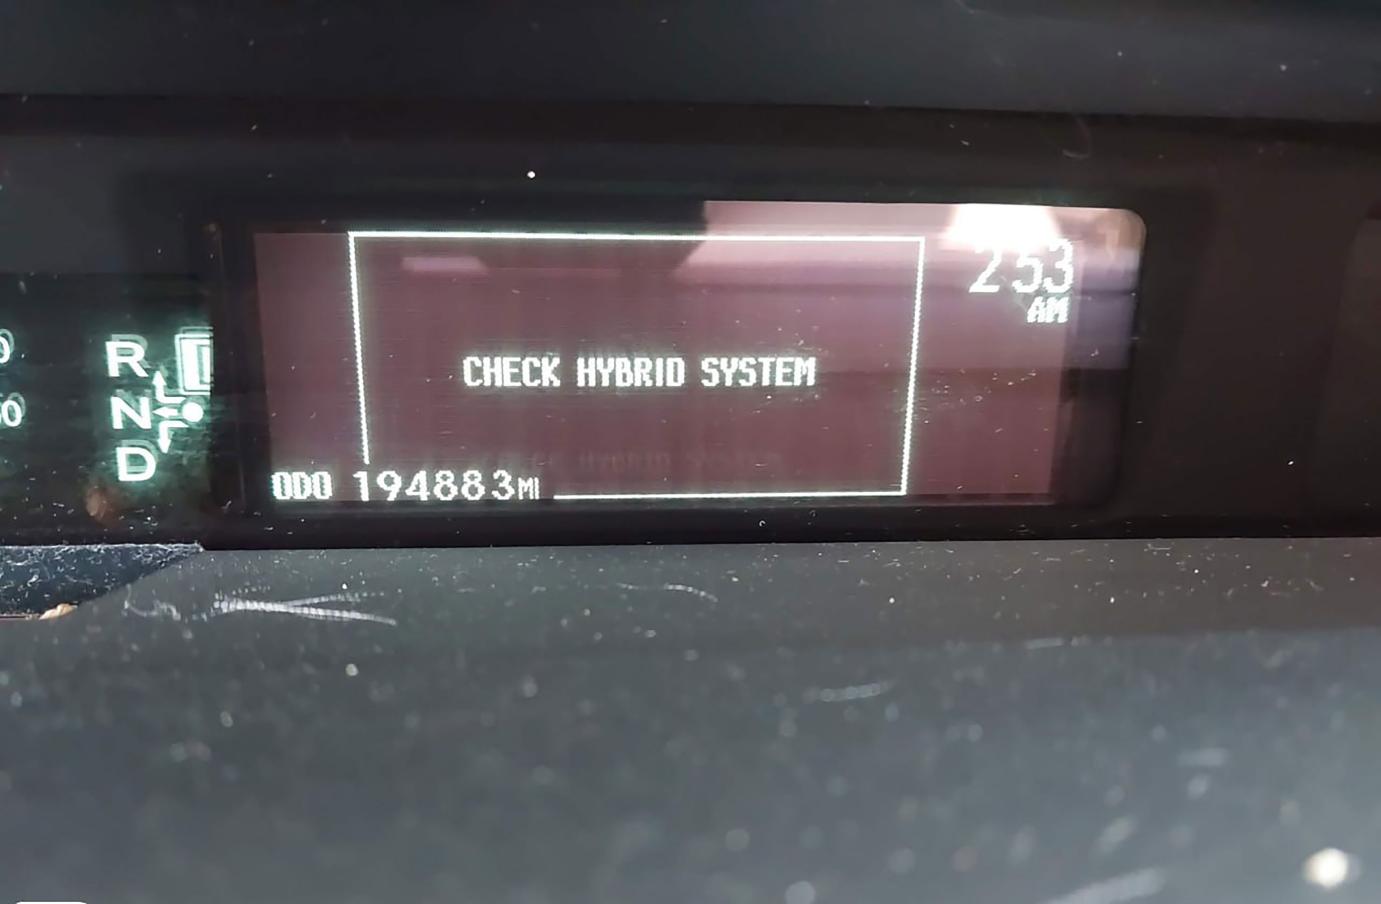 2:53
AM
R
N
D
CHECK HYBRID SYSTEM
ODO 194883MI